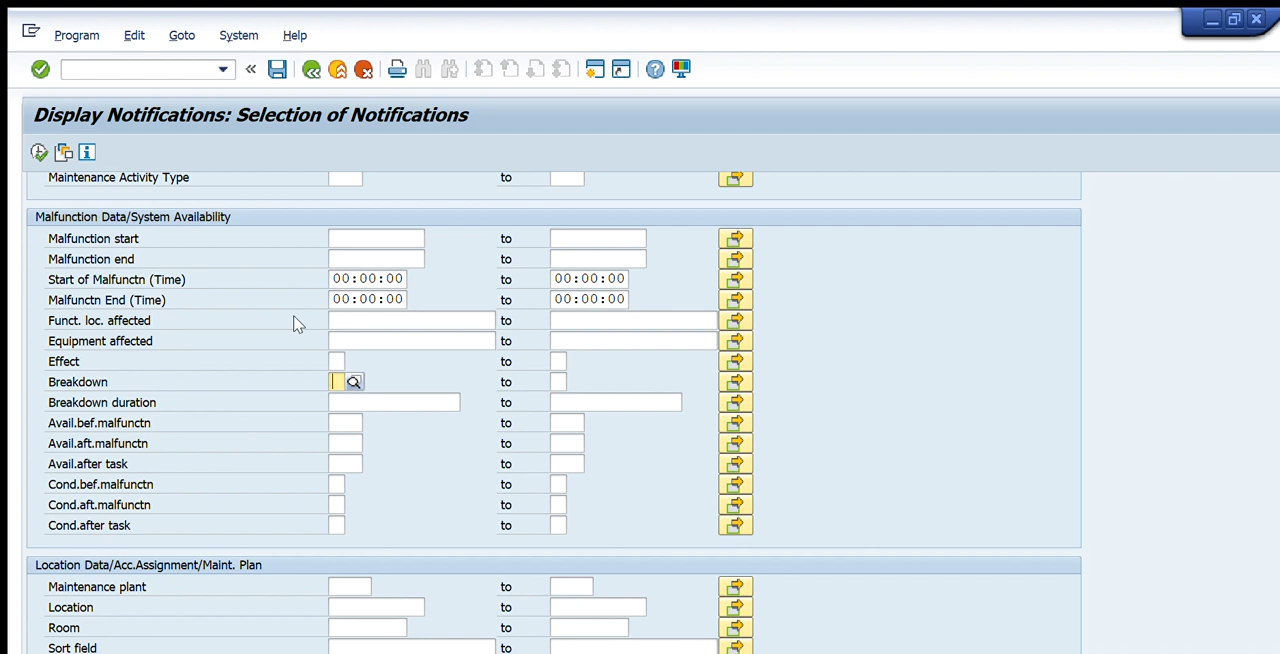 Program Edit Goto System Help
Display Notifications: Selection of Notifications
Maintenance Activity Type to
Malfunction Data/System Availability
Malfunction start to
Malfunction end to
Start of Malfunctn (Time) 00:00:00 to 00:00:00
Malfunctn End (Time) 00:00:00 to 00:00:00
Funct. loc. affected to
Equipment affected to
Effect to
Breakdown to
Breakdown duration to
Avail.bef.malfunctn to
Avail.aft.malfunctn to
Avail.after task to
Cond.bef.malfunctn to
Cond.aft.malfunctn to
Cond.after task to
Location Data/Acc.Assignment/Maint. Plan
Maintenance plant to
Location to
Room to
Sort field to